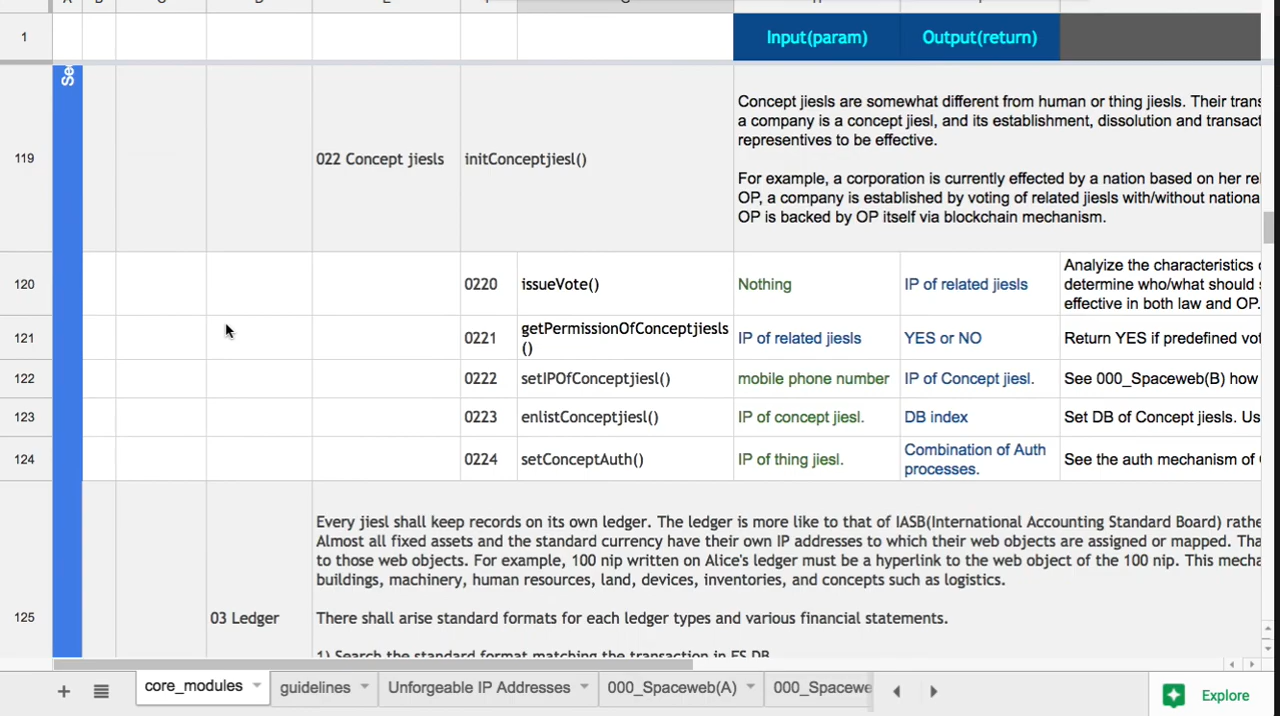 1
Input(param)
Output(return)
Se
119
022 Concept jiesls
initConceptjiesl()
Concept jiesls are somewhat different from human or thing jiesls. Their trans
a company is a concept jiesl, and its establishment, dissolution and transact
representives to be effective.
For example, a corporation is currently effected by a nation based on her rel
OP, a company is established by voting of related jiesls with/without nationa
OP is backed by OP itself via blockchain mechanism.
120
0220
issueVote()
Nothing
IP of related jiesls
Analyize the characteristics
determine who/what should s
effective in both law and OP.
121
0221
getPermissionOfConceptjiesls
()
IP of related jiesls
YES or NO
Return YES if predefined vot
122
0222
setIPOfConceptjiesl()
mobile phone number
IP of Concept jiesl.
See 000_Spaceweb(B) how
123
0223
enlistConceptjiesl()
IP of concept jiesl.
DB index
Set DB of Concept jiesls. Us
124
0224
setConceptAuth()
IP of thing jiesl.
Combination of Auth
processes.
See the auth mechanism of
125
03 Ledger
Every jiesl shall keep records on its own ledger. The ledger is more like to that of IASB(International Accounting Standard Board) rathe
Almost all fixed assets and the standard currency have their own IP addresses to which their web objects are assigned or mapped. Tha
to those web objects. For example, 100 nip written on Alice's ledger must be a hyperlink to the web object of the 100 nip. This mecha
buildings, machinery, human resources, land, devices, inventories, and concepts such as logistics.
There shall arise standard formats for each ledger types and various financial statements.
1) Search the standard format matching the transaction in FS DB
core_modules
guidelines
Unforgeable IP Addresses
000_Spaceweb(A)
000_Spacewe
Explore